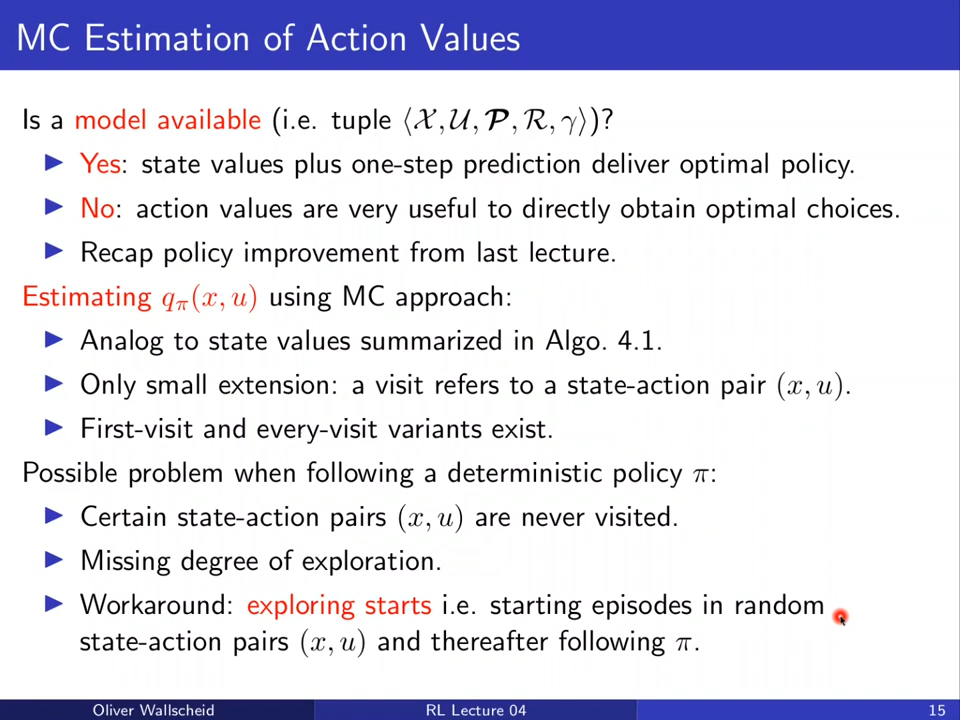 MC Estimation of Action Values
Is a model available (i.e. tuple ⟨𝒳, 𝒰, 𝓟, ℛ, γ⟩)?
▶ Yes: state values plus one-step prediction deliver optimal policy.
▶ No: action values are very useful to directly obtain optimal choices.
▶ Recap policy improvement from last lecture.
Estimating qπ(x, u) using MC approach:
▶ Analog to state values summarized in Algo. 4.1.
▶ Only small extension: a visit refers to a state-action pair (x, u).
▶ First-visit and every-visit variants exist.
Possible problem when following a deterministic policy π:
▶ Certain state-action pairs (x, u) are never visited.
▶ Missing degree of exploration.
▶ Workaround: exploring starts i.e. starting episodes in random
state-action pairs (x, u) and thereafter following π.
Oliver Wallscheid RL Lecture 04 15